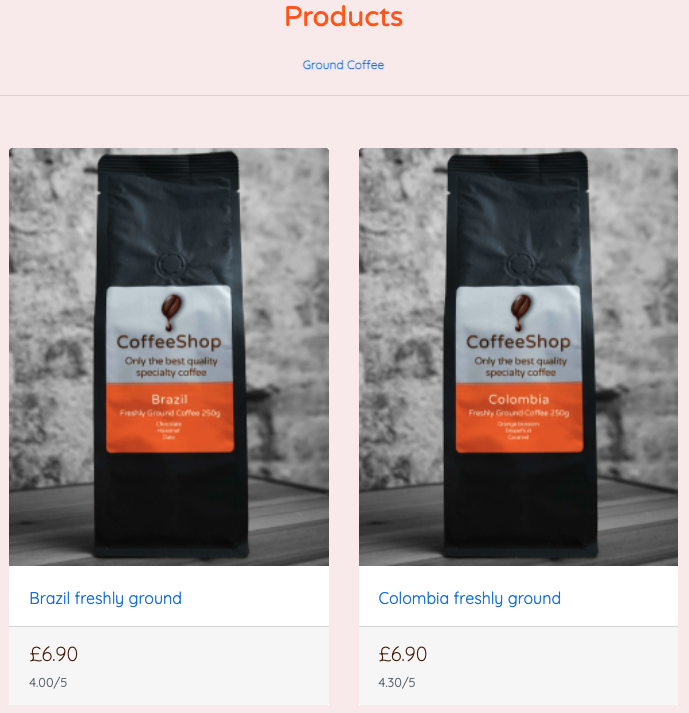 Products
Ground Coffee
CoffeeShop
Only the best quality
specialty coffee
Brazil
Freshly Ground Coffee 250g
Chocolate
Hazelnut
Date
CoffeeShop
Only the best quality
specialty coffee
Colombia
Freshly Ground Coffee 250g
Orange blossom
Grapefruit
Caramel
Brazil freshly ground
Colombia freshly ground
£6.90
£6.90
4.00/5
4.30/5